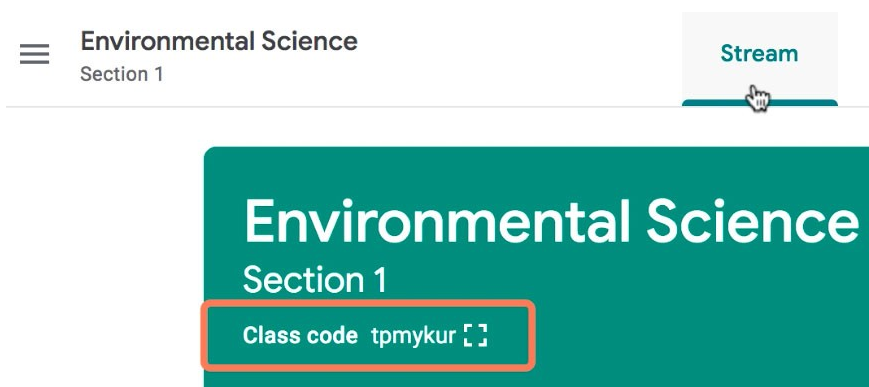 Environmental Science
Section 1
Stream
Environmental Science
Section 1
Class code tpmykur